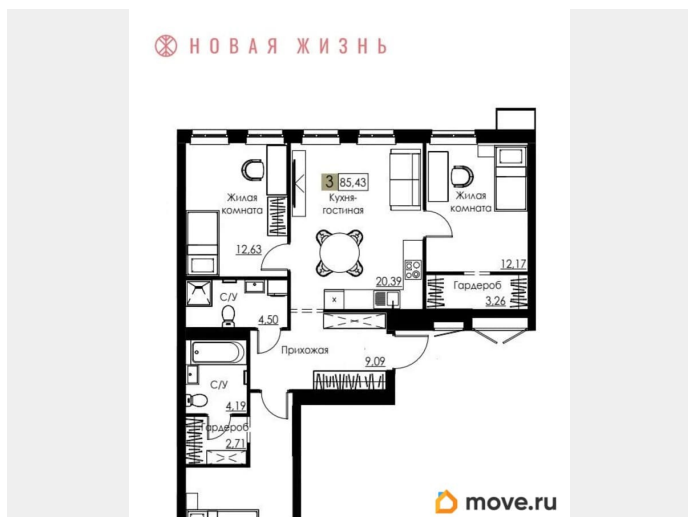 НОВАЯ ЖИЗНЬ
3 85,43
Жилая
комната
12,63
Кухня-
гостиная
20,39
Жилая
комната
12,17
Гардероб
3,26
С/У
4,50
Прихожая
9,09
С/У
4,19
Гардероб
2,71
x
move.ru